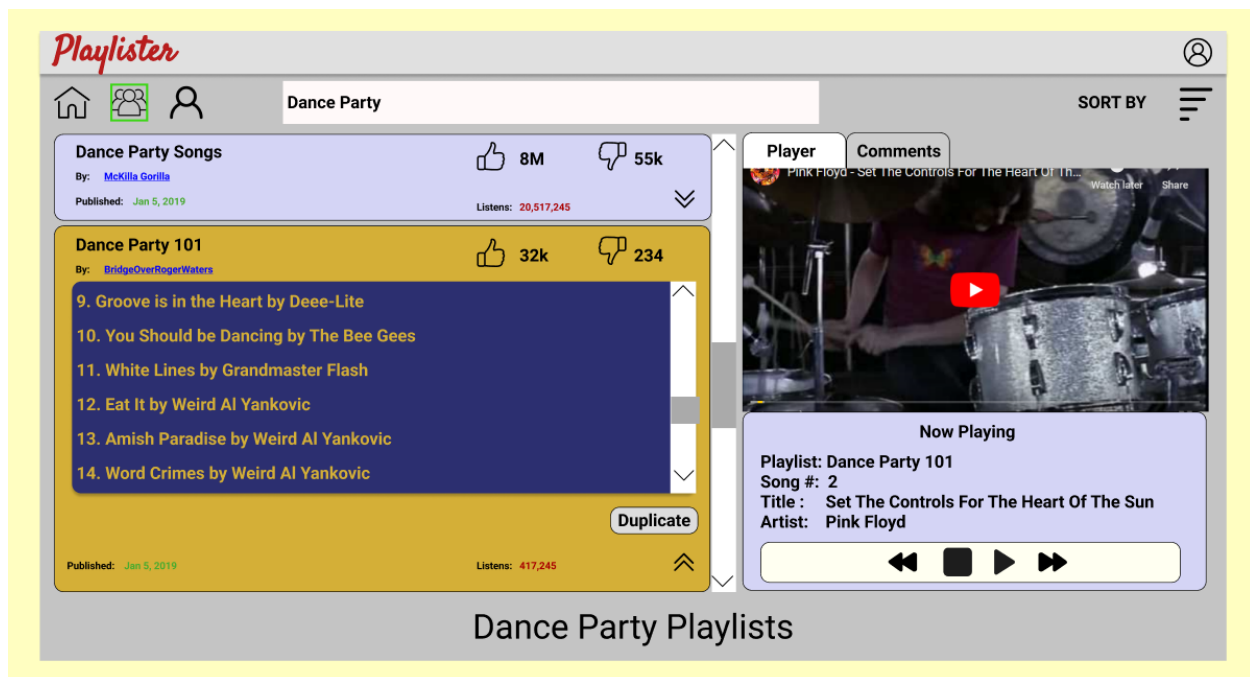 Playlister
Dance Party
SORT BY
Dance Party Songs
8M
55k
By: McKilla Gorilla
Published: Jan 5, 2019
Listens: 20,517,245
Dance Party 101
32k
234
By: BridgeOverRogerWaters
9. Groove is in the Heart by Deee-Lite
10. You Should be Dancing by The Bee Gees
11. White Lines by Grandmaster Flash
12. Eat It by Weird Al Yankovic
13. Amish Paradise by Weird Al Yankovic
14. Word Crimes by Weird Al Yankovic
Duplicate
Published: Jan 5, 2019
Listens: 417,245
Player
Comments
Pink Floyd - Set The Controls For The Heart Of Th...
Watch later
Share
Now Playing
Playlist: Dance Party 101
Song #: 2
Title : Set The Controls For The Heart Of The Sun
Artist: Pink Floyd
Dance Party Playlists